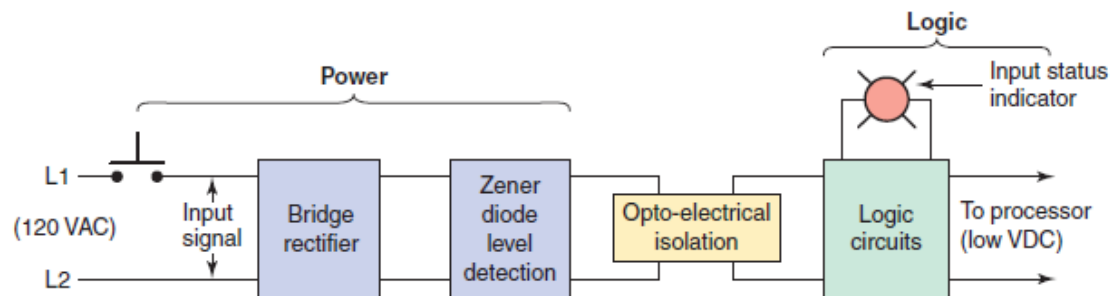 Logic
Power
Input status
indicator
L1
(120 VAC)
L2
Input
signal
Bridge
rectifier
Zener
diode
level
detection
Opto-electrical
isolation
Logic
circuits
To processor
(low VDC)